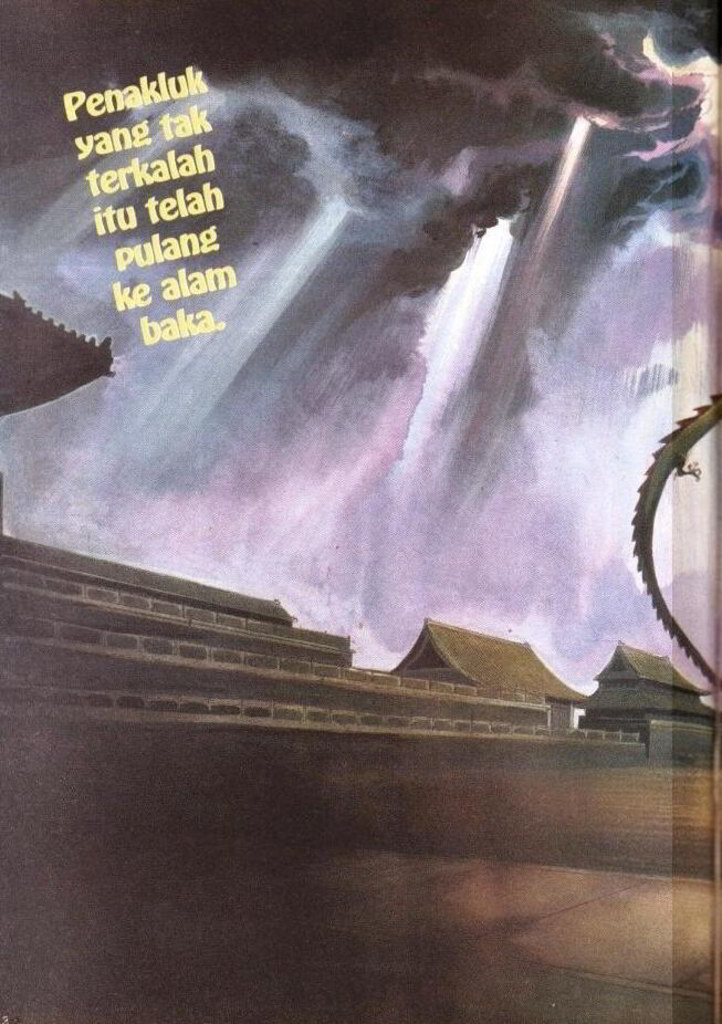 Penakluk
yang tak
terkalah
itu telah
pulang
ke alam
baka.